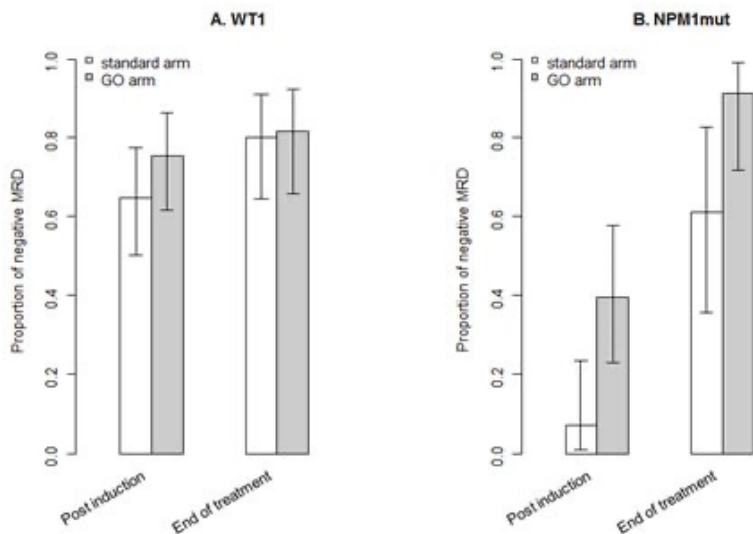 A. WT1
standard arm
GO arm
Proportion of negative MRD
1.0
0.8
0.6
0.4
0.2
0.0
Post induction
End of treatment
B. NPM1mut
standard arm
GO arm
Proportion of negative MRD
1.0
0.8
0.6
0.4
0.2
0.0
Post induction
End of treatment